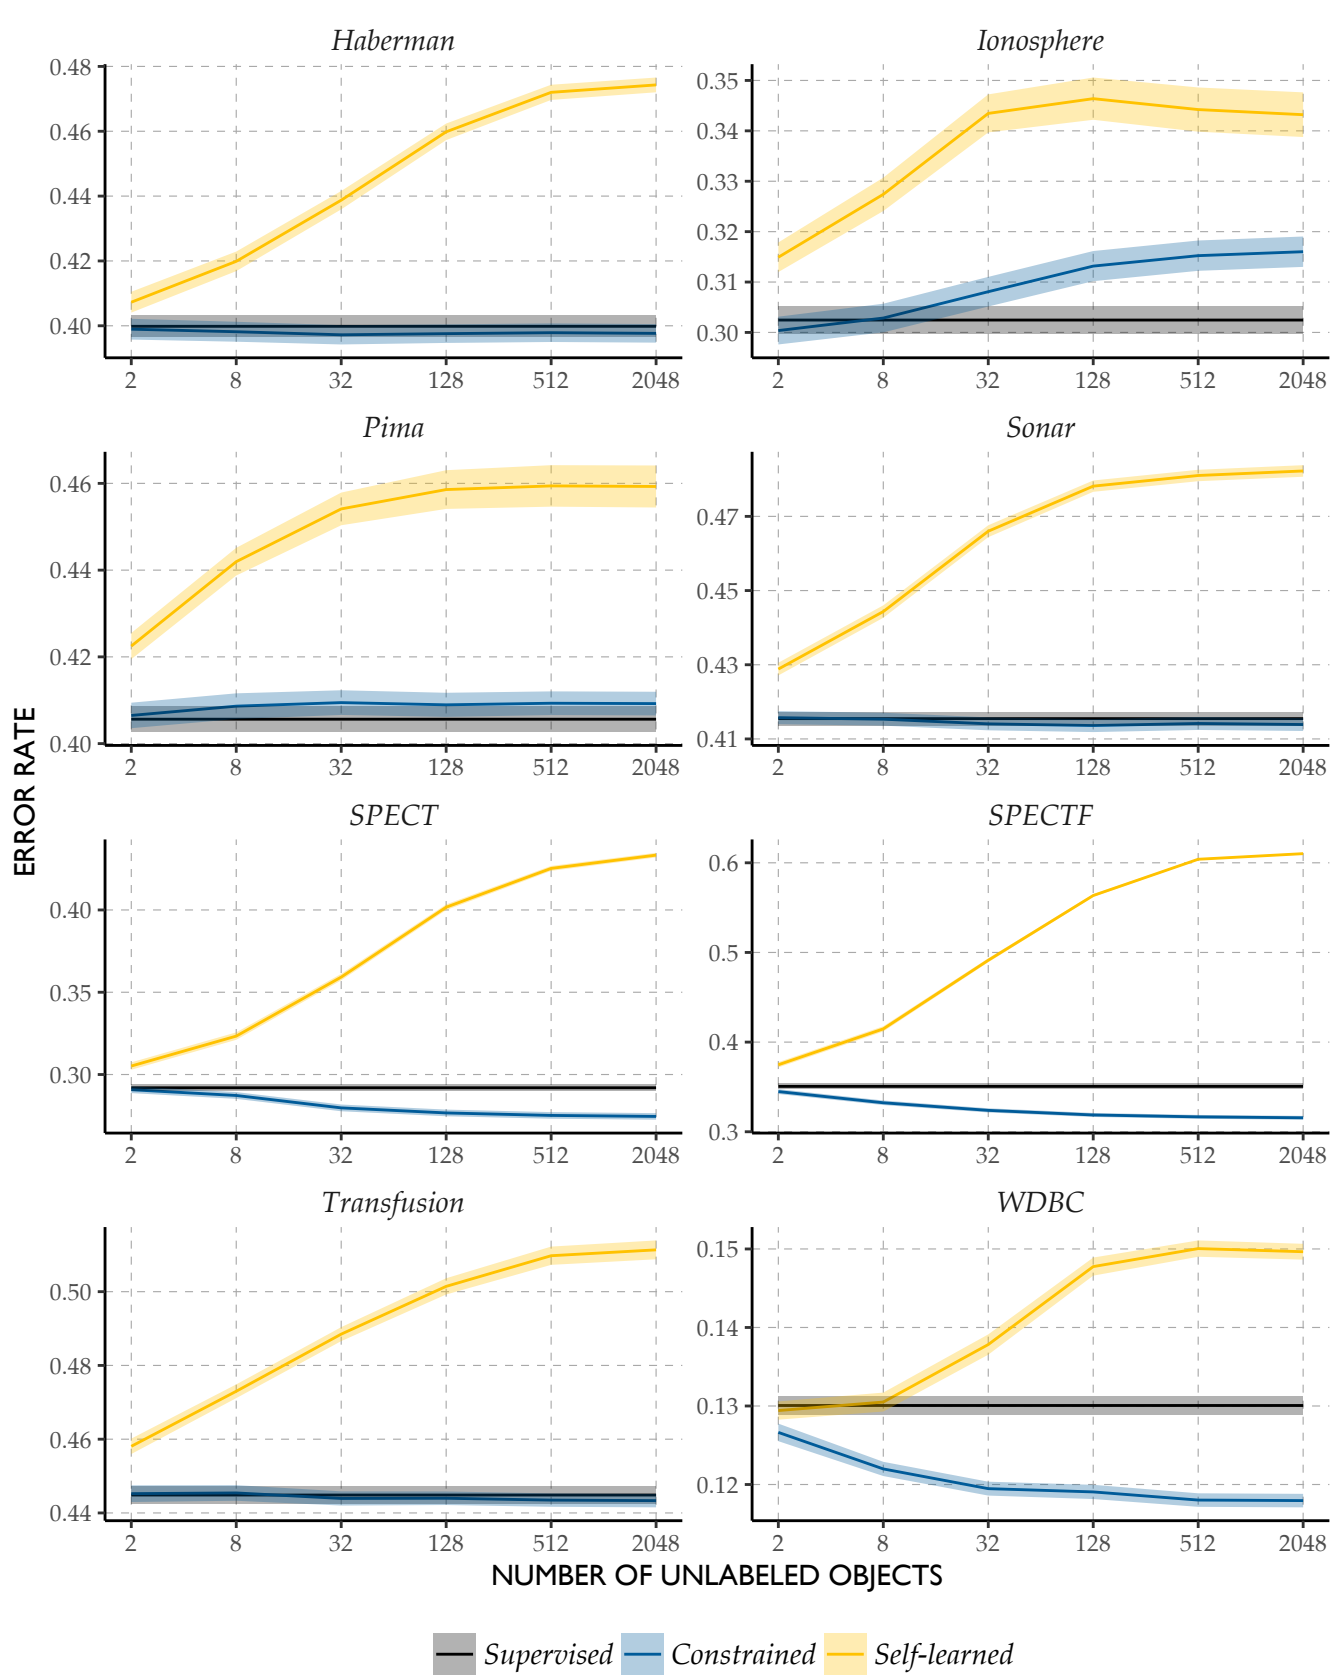 Haberman
0.48
0.46
0.44
0.42
0.40
2 8 32 128 512 2048
Ionosphere
0.35
0.34
0.33
0.32
0.31
0.30
2 8 32 128 512 2048
Pima
0.46
0.44
0.42
0.40
2 8 32 128 512 2048
Sonar
0.47
0.45
0.43
0.41
2 8 32 128 512 2048
ERROR RATE
SPECT
0.40
0.35
0.30
2 8 32 128 512 2048
SPECTF
0.6
0.5
0.4
0.3
2 8 32 128 512 2048
Transfusion
0.50
0.48
0.46
0.44
2 8 32 128 512 2048
WDBC
0.15
0.14
0.13
0.12
2 8 32 128 512 2048
NUMBER OF UNLABELED OBJECTS
Supervised Constrained Self-learned